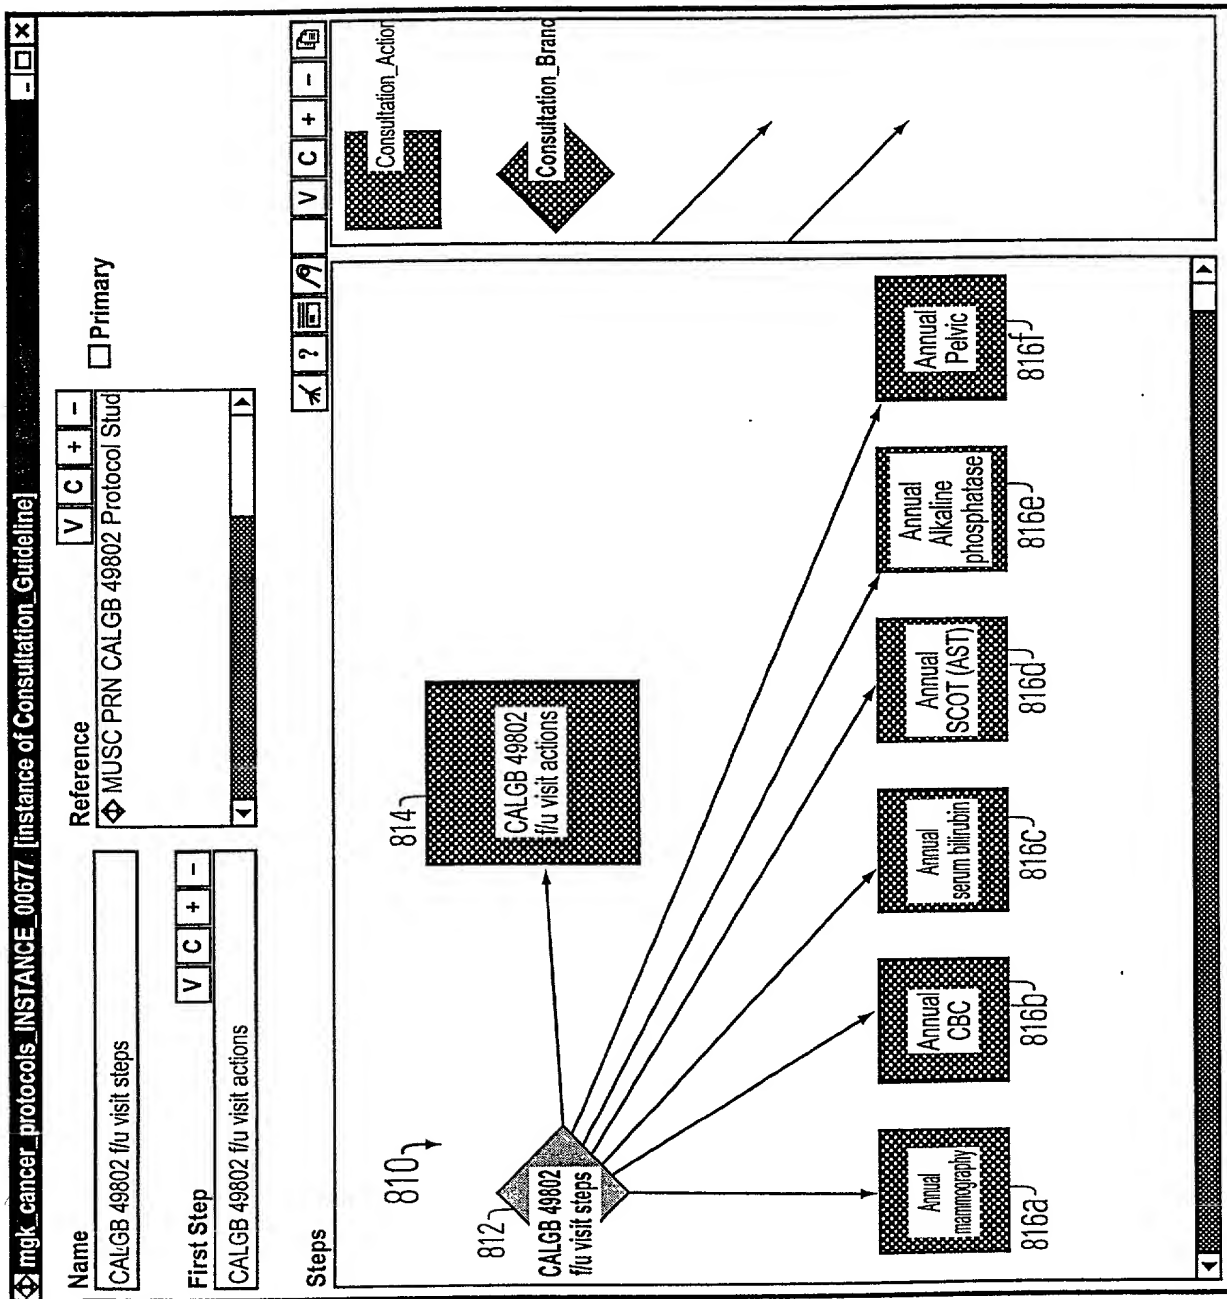 mgk_cancer_protocols_INSTANCE_00677 [instance of Consultation_Guideline]
Name
CALGB 49802 f/u visit steps
Reference
V C + -
MUSC PRN CALGB 49802 Protocol Stud
Primary
First Step
V C + -
CALGB 49802 f/u visit actions
Steps
? V C + -
810
812
CALGB 49802
f/u visit steps
814
CALGB 49802
f/u visit actions
Annual
mammography
816a
Annual
CBC
816b
Annual
serum bilirubin
816c
Annual
SCOT (AST)
816d
Annual
Alkaline
phosphatase
816e
Annual
Pelvic
816f
Consultation_Action
Consultation_Branc